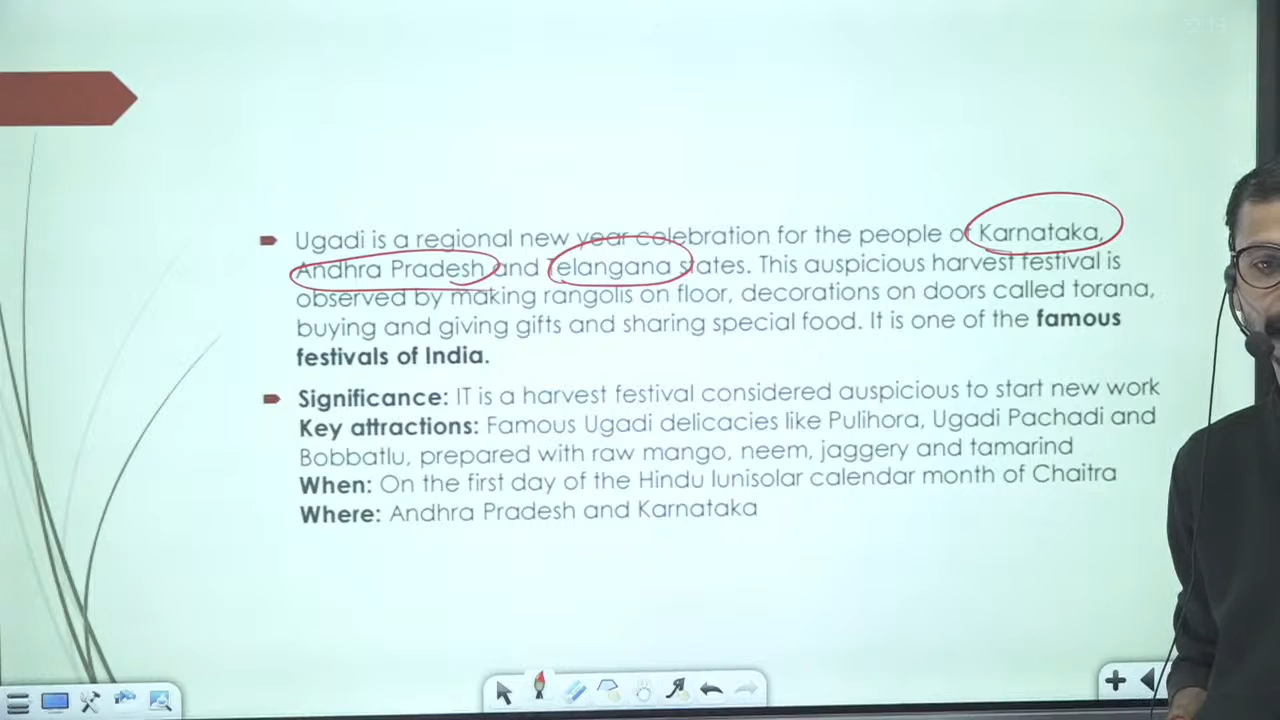 Ugadi is a regional new year celebration for the people of Karnataka,
Andhra Pradesh and Telangana states. This auspicious harvest festival is
observed by making rangolis on floor, decorations on doors called torana,
buying and giving gifts and sharing special food. It is one of the famous
festivals of India.
Significance: IT is a harvest festival considered auspicious to start new work
Key attractions: Famous Ugadi delicacies like Pulihora, Ugadi Pachadi and
Bobbatlu, prepared with raw mango, neem, jaggery and tamarind
When: On the first day of the Hindu lunisolar calendar month of Chaitra
Where: Andhra Pradesh and Karnataka